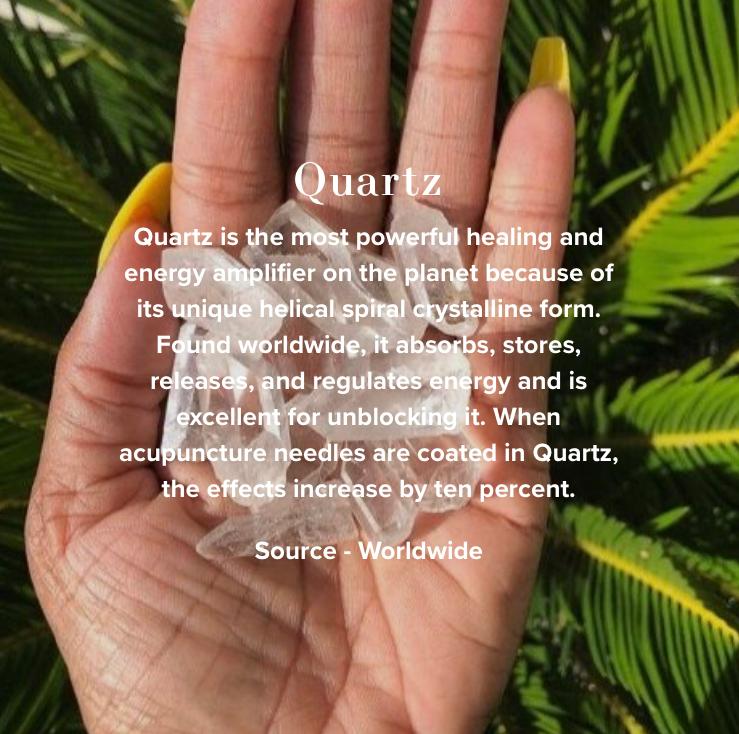 Quartz
Quartz is the most powerful healing and
energy amplifier on the planet because of
its unique helical spiral crystalline form.
Found worldwide, it absorbs, stores,
releases, and regulates energy and is
excellent for unblocking it. When
acupuncture needles are coated in Quartz,
the effects increase by ten percent.
Source - Worldwide